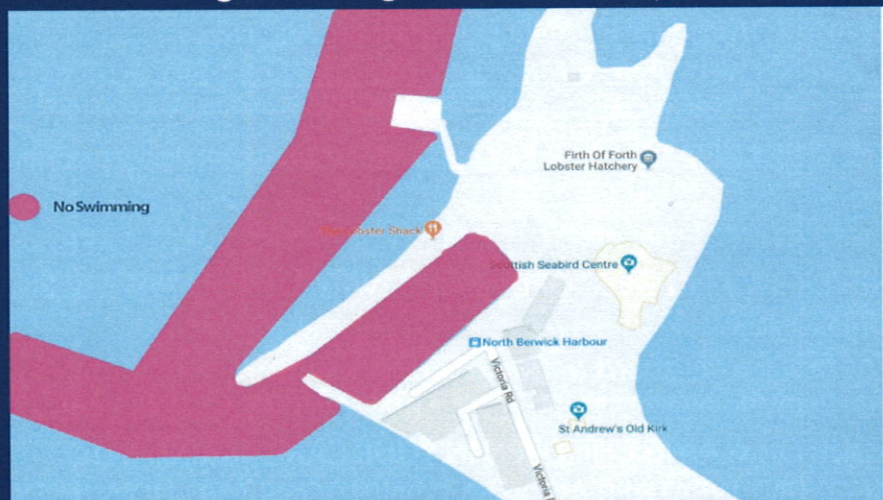 Firth Of Forth
Lobster Hatchery
No Swimming
Lobster Shack
Scottish Seabird Centre
North Berwick Harbour
Victoria Rd
St Andrew's Old Kirk
Victoria